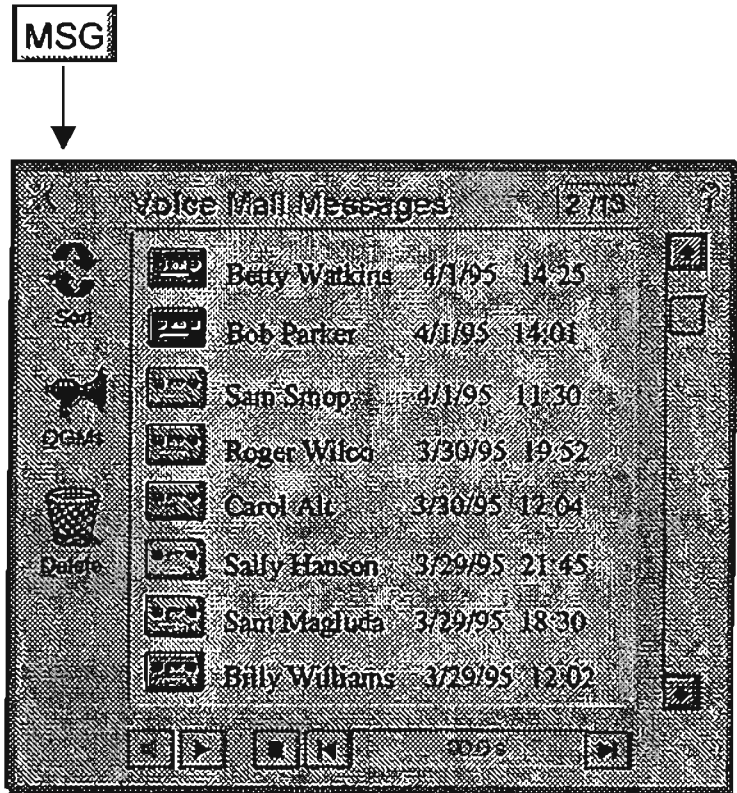 MSG
X Voice Mail Messages 2/13 ?
Betty Watkins 4/1/95 14:25
Sort
Bob Parker 4/1/95 14:01
Sam Smop 4/1/95 11:30
OGMs
Roger Wilco 3/30/95 19:52
Carol Alt 3/30/95 12:04
Sally Hanson 3/29/95 21:45
Delete
Sam Magluda 3/29/95 18:30
Billy Williams 3/29/95 12:02